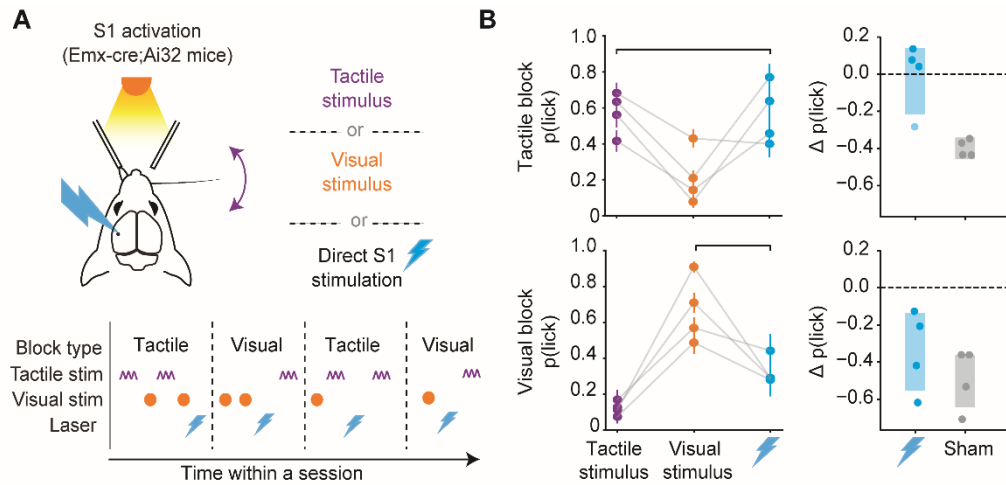 A
S1 activation
(Emx-cre;Ai32 mice)
Tactile
stimulus
or
Visual
stimulus
or
Direct S1
stimulation
Block type
Tactile
Visual
Tactile
Visual
Tactile stim
Visual stim
Laser
Time within a session
B
Tactile block
p(lick)
1.0
0.8
0.6
0.4
0.2
0
Δ p(lick)
0.2
0.0
−0.2
−0.4
−0.6
Visual block
p(lick)
1.0
0.8
0.6
0.4
0.2
0
Tactile
stimulus
Visual
stimulus
Δ p(lick)
0.2
0.0
−0.2
−0.4
−0.6
Sham